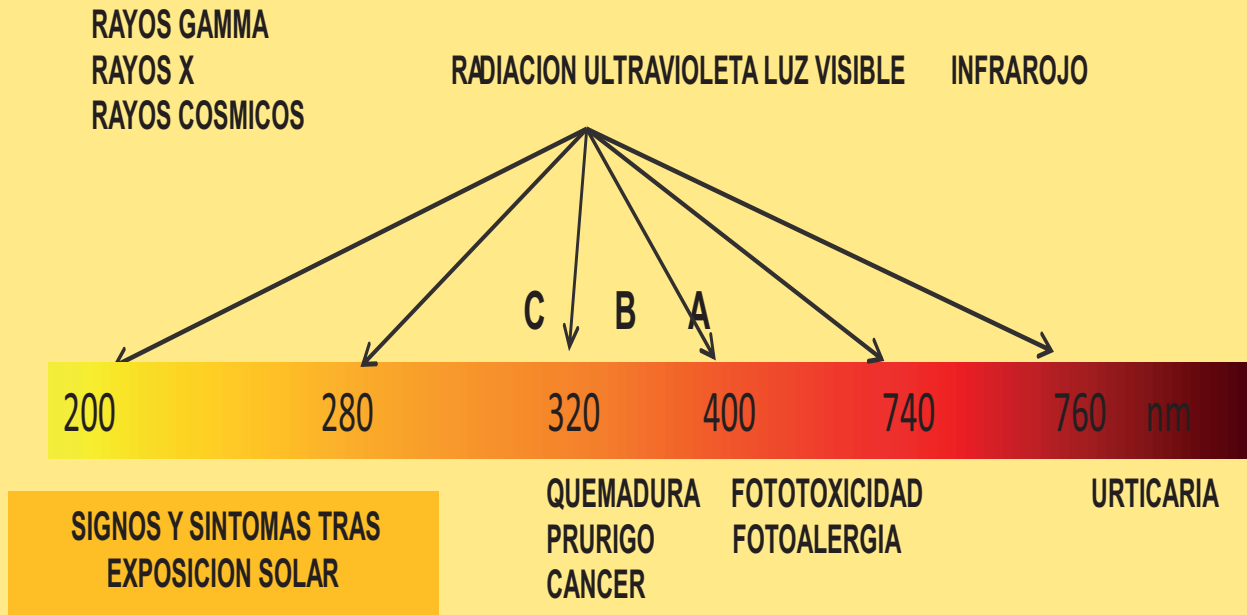 RAYOS GAMMA
RAYOS X
RAYOS COSMICOS
RADIACION ULTRAVIOLETA LUZ VISIBLE INFRAROJO
C B A
200 280 320 400 740 760 nm
QUEMADURA FOTOTOXICIDAD URTICARIA
PRURIGO FOTOALERGIA
CANCER
SIGNOS Y SINTOMAS TRAS
EXPOSICION SOLAR